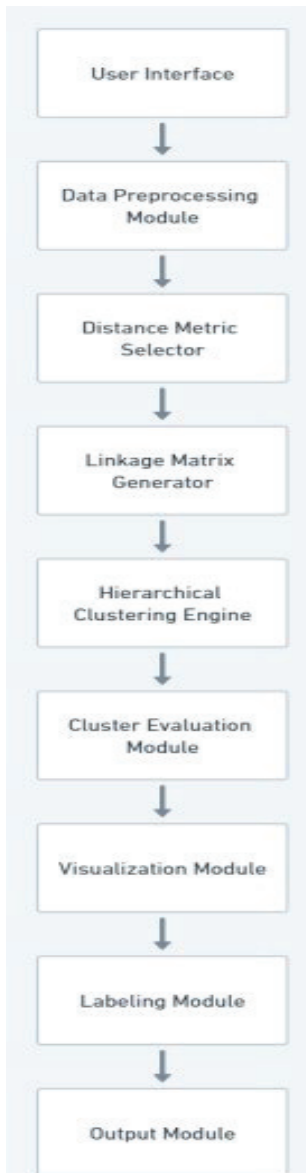 User Interface
Data Preprocessing
Module
Distance Metric
Selector
Linkage Matrix
Generator
Hierarchical
Clustering Engine
Cluster Evaluation
Module
Visualization Module
Labeling Module
Output Module